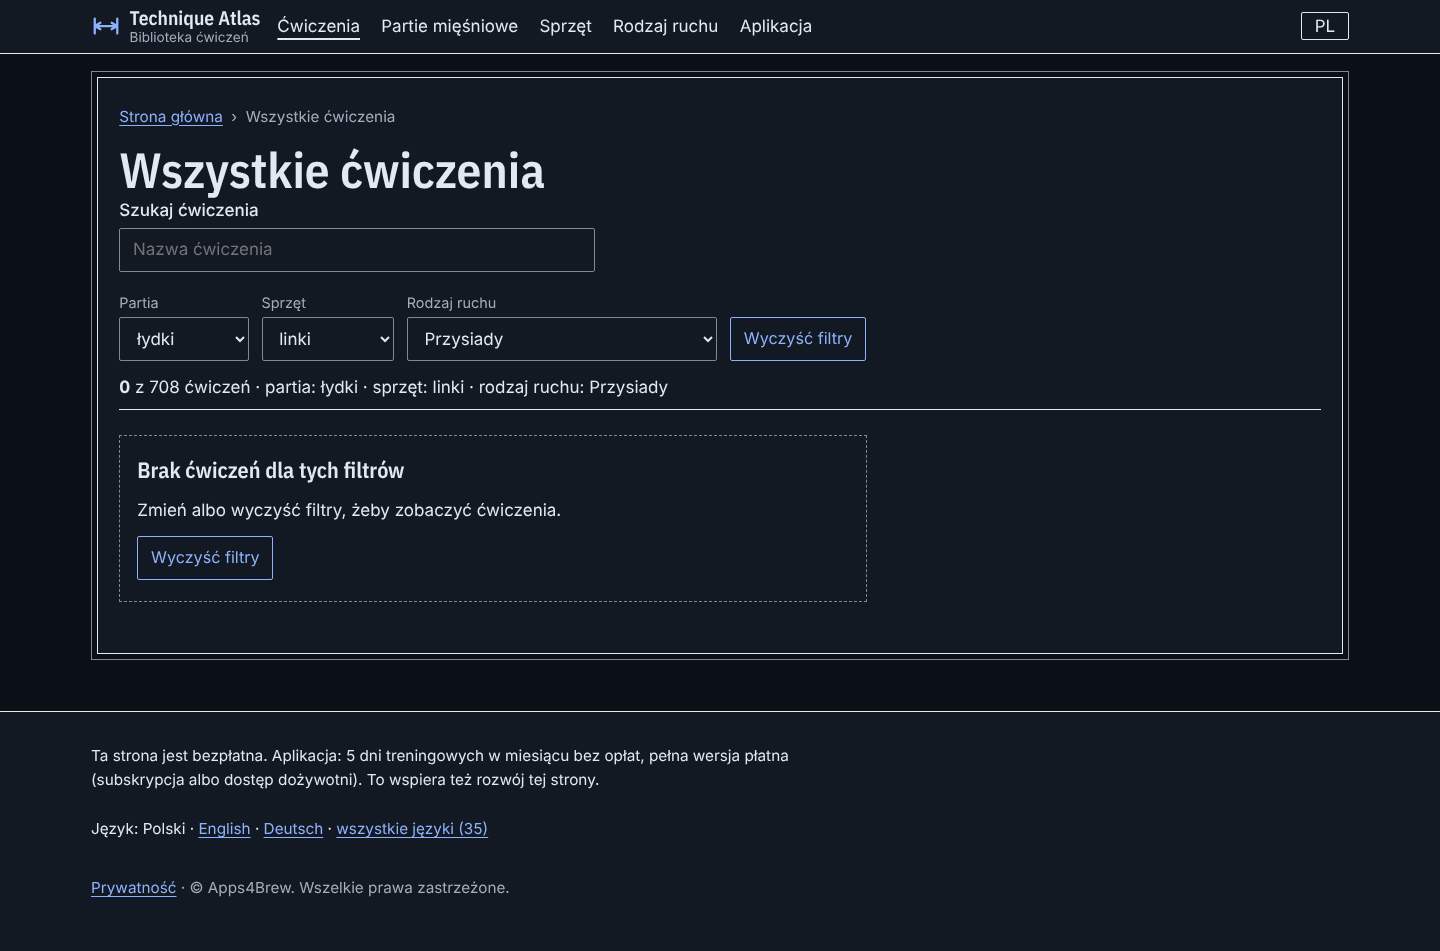 Technique Atlas
Biblioteka ćwiczeń
Ćwiczenia
Partie mięśniowe
Sprzęt
Rodzaj ruchu
Aplikacja
PL
Strona główna › Wszystkie ćwiczenia
Wszystkie ćwiczenia
Szukaj ćwiczenia
Nazwa ćwiczenia
Partia
Sprzęt
Rodzaj ruchu
łydki
linki
Przysiady
Wyczyść filtry
0 z 708 ćwiczeń · partia: łydki · sprzęt: linki · rodzaj ruchu: Przysiady
Brak ćwiczeń dla tych filtrów
Zmień albo wyczyść filtry, żeby zobaczyć ćwiczenia.
Wyczyść filtry
Ta strona jest bezpłatna. Aplikacja: 5 dni treningowych w miesiącu bez opłat, pełna wersja płatna
(subskrypcja albo dostęp dożywotni). To wspiera też rozwój tej strony.
Język: Polski · English · Deutsch · wszystkie języki (35)
Prywatność · © Apps4Brew. Wszelkie prawa zastrzeżone.